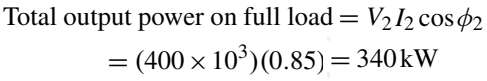 Total output power on full load = V₂I₂ cos ϕ₂
= (400 × 10³)(0.85) = 340 kW